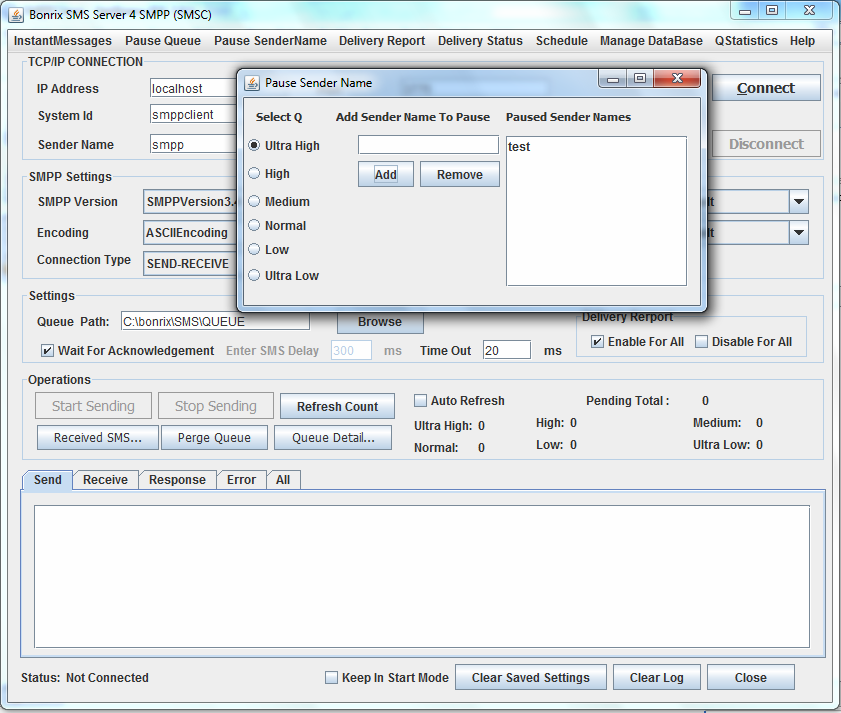 Bonrix SMS Server 4 SMPP (SMSC)
InstantMessages Pause Queue Pause SenderName Delivery Report Delivery Status Schedule Manage DataBase QStatistics Help
TCP/IP CONNECTION
IP Address localhost
System Id smppclient
Sender Name smpp
Connect
Disconnect
Pause Sender Name
Select Q Add Sender Name To Pause Paused Sender Names
Ultra High
High
Medium
Normal
Low
Ultra Low
Add Remove
test
SMPP Settings
SMPP Version SMPPVersion3.4
Encoding ASCIIEncoding
Connection Type SEND-RECEIVE
Settings
Queue Path: C:\bonrix\SMS\QUEUE Browse
Delivery Rerport
Wait For Acknowledgement Enter SMS Delay 300 ms Time Out 20 ms
Enable For All Disable For All
Operations
Start Sending Stop Sending Refresh Count
Received SMS... Perge Queue Queue Detail...
Auto Refresh Pending Total : 0
Ultra High: 0 High: 0 Medium: 0
Normal: 0 Low: 0 Ultra Low: 0
Send Receive Response Error All
Status: Not Connected Keep In Start Mode Clear Saved Settings Clear Log Close